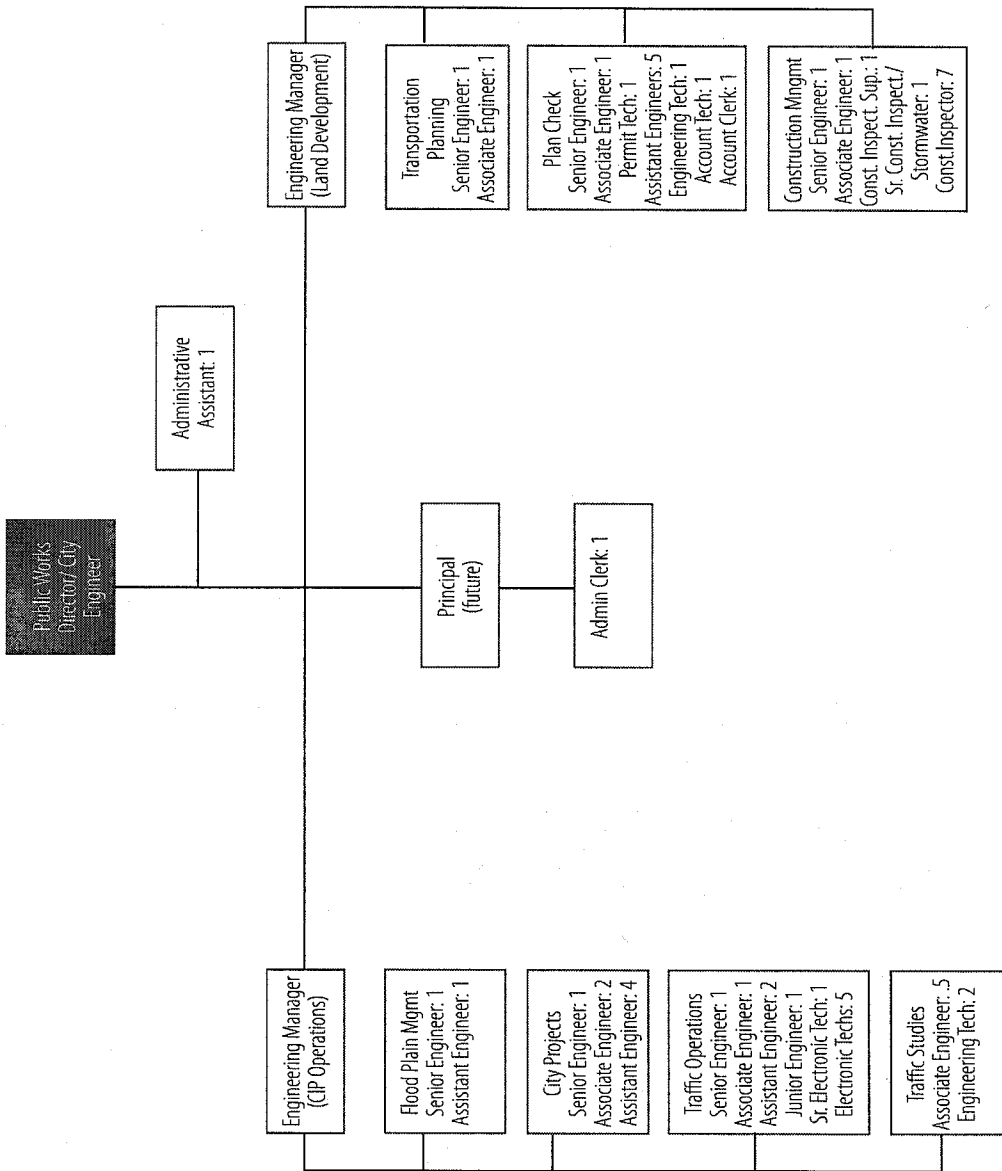 Public Works
Director/ City
Engineer
Administrative
Assistant: 1
Engineering Manager
(CIP Operations)
Flood Plain Mgmt
Senior Engineer: 1
Assistant Engineer: 1
City Projects
Senior Engineer: 1
Associate Engineer: 2
Assistant Engineer: 4
Traffic Operations
Senior Engineer: 1
Associate Engineer: 1
Assistant Engineer: 2
Junior Engineer: 1
Sr. Electronic Tech: 1
Electronic Techs: 5
Traffic Studies
Associate Engineer: .5
Engineering Tech: 2
Principal
(future)
Admin Clerk: 1
Engineering Manager
(Land Development)
Transportation
Planning
Senior Engineer: 1
Associate Engineer: 1
Plan Check
Senior Engineer: 1
Associate Engineer: 1
Permit Tech: 1
Assistant Engineers: 5
Engineering Tech: 1
Account Tech: 1
Account Clerk: 1
Construction Mngmt
Senior Engineer: 1
Associate Engineer: 1
Const. Inspect. Sup.: 1
Sr. Const. Inspect./
Stormwater: 1
Const.Inspector: 7